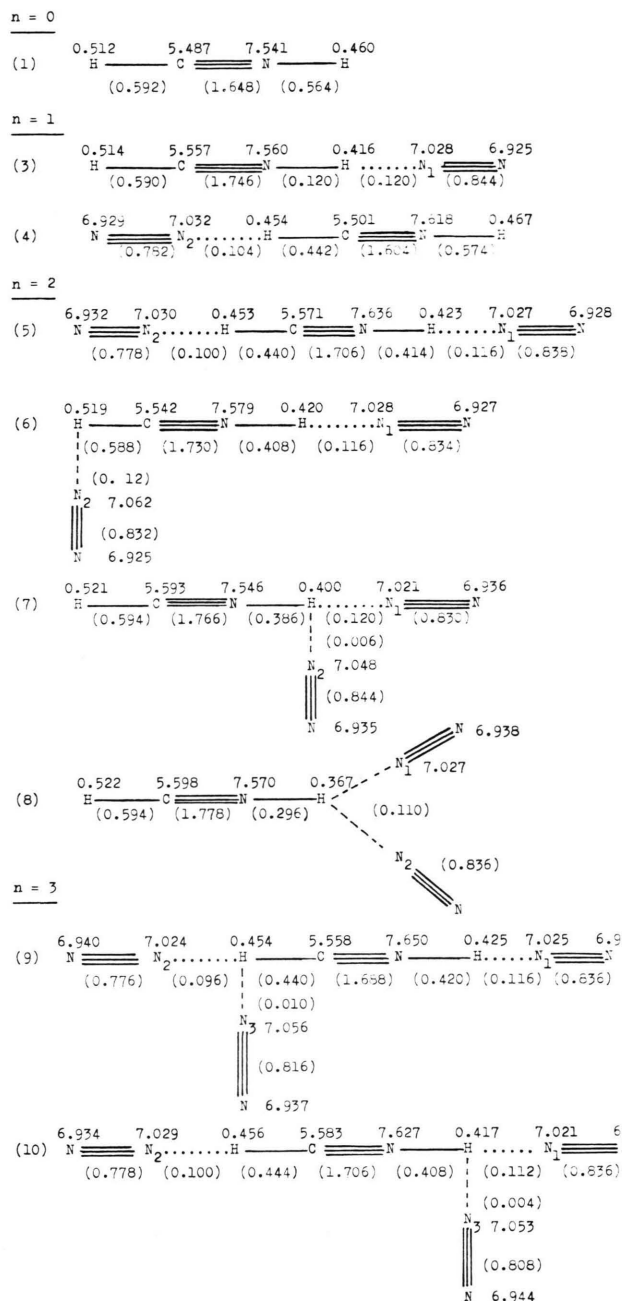 n = 0
0.512 5.487 7.541 0.460
(1) H C N H
(0.592) (1.648) (0.564)
n = 1
0.514 5.557 7.560 0.416 7.028 6.925
(3) H C N H N1 N
(0.590) (1.746) (0.120) (0.120) (0.844)
6.929 7.032 0.454 5.501 7.618 0.467
(4) N N2 H C N H
(0.782) (0.104) (0.442) (1.604) (0.574)
n = 2
6.932 7.030 0.453 5.571 7.636 0.423 7.027 6.928
(5) N N2 H C N H N1 N
(0.778) (0.100) (0.440) (1.706) (0.414) (0.116) (0.838)
0.519 5.542 7.579 0.420 7.028 6.927
(6) H C N H N1 N
(0.588) (1.730) (0.408) (0.116) (0.834)
(0. 12)
N2 7.062
(0.832)
N 6.925
0.521 5.593 7.546 0.400 7.021 6.936
(7) H C N H N1 N
(0.594) (1.766) (0.386) (0.120) (0.830)
(0.006)
N2 7.048
(0.844)
N 6.935
N 6.938
N1 7.027
0.522 5.598 7.570 0.367
(8) H C N H
(0.594) (1.778) (0.296) (0.110)
N2 (0.836)
N
n = 3
6.940 7.024 0.454 5.558 7.650 0.425 7.025 6.9
(9) N N2 H C N H N1 N
(0.776) (0.096) (0.440) (1.688) (0.420) (0.116) (0.836)
(0.010)
N3 7.056
(0.816)
N 6.937
6.934 7.029 0.456 5.583 7.627 0.417 7.021 6
(10) N N2 H C N H N1
(0.778) (0.100) (0.444) (1.706) (0.408) (0.112) (0.836)
(0.004)
N3 7.053
(0.808)
N 6.944